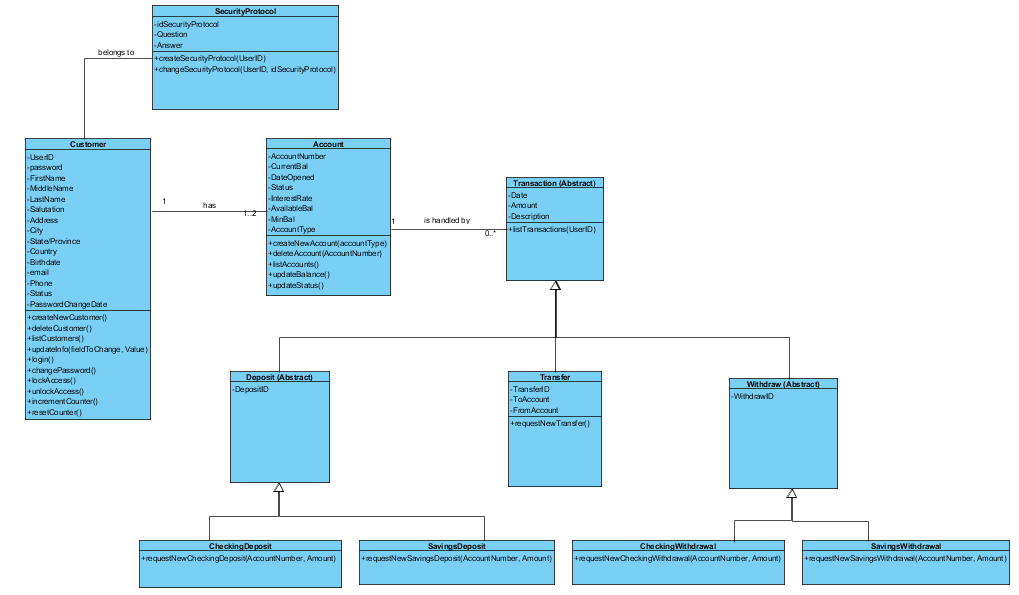 SecurityProtocol
-idSecurityProtocol
-Question
-Answer
+createSecurityProtocol(UserID)
+changeSecurityProtocol(UserID, idSecurityProtocol)
belongs to
Customer
-UserID
-password
-FirstName
-MiddleName
-LastName
-Salutation
-Address
-City
-State/Province
-Country
-Birthdate
-email
-Phone
-Status
-PasswordChangeDate
+createNewCustomer()
+deleteCustomer()
+listCustomers()
+updateInfo(fieldToChange, Value)
+login()
+changePassword()
+lockAccess()
+unlockAccess()
+incrementCounter()
+resetCounter()
1
has
1..2
Account
-AccountNumber
-CurrentBal
-DateOpened
-Status
-InterestRate
-AvailableBal
-MinBal
-AccountType
+createNewAccount(accountType)
+deleteAccount(AccountNumber)
+listAccounts()
+updateBalance()
+updateStatus()
1
is handled by
0..*
Transaction (Abstract)
-Date
-Amount
-Description
+listTransactions(UserID)
Deposit (Abstract)
-DepositID
Transfer
-TransferID
-ToAccount
-FromAccount
+requestNewTransfer()
Withdraw (Abstract)
-WithdrawID
CheckingDeposit
+requestNewCheckingDeposit(AccountNumber, Amount)
SavingsDeposit
+requestNewSavingsDeposit(AccountNumber, Amount)
CheckingWithdrawal
+requestNewCheckingWithdrawal(AccountNumber, Amount)
SavingsWithdrawal
+requestNewSavingsWithdrawal(AccountNumber, Amount)